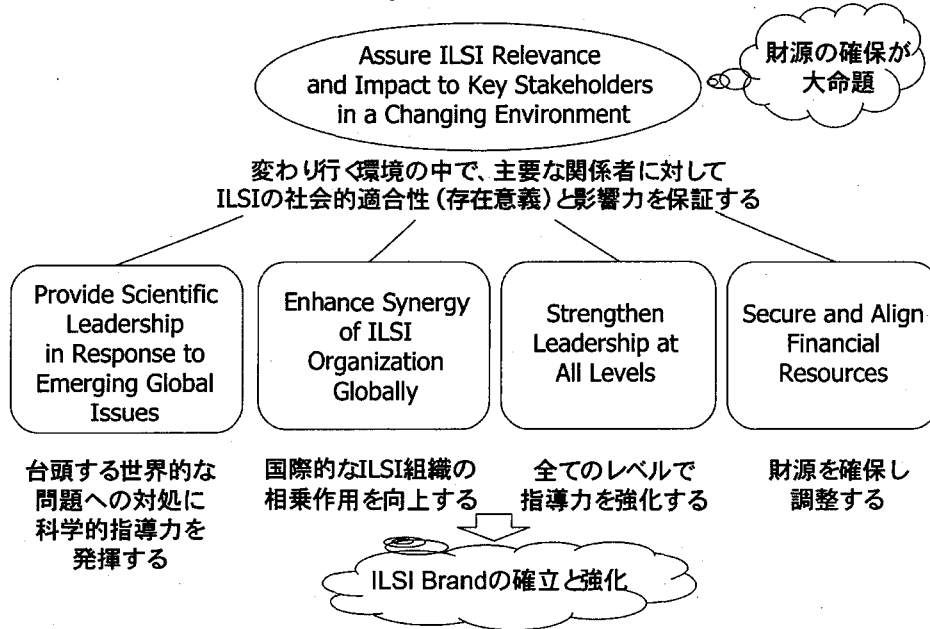 Assure ILSI Relevance
and Impact to Key Stakeholders
in a Changing Environment
財源の確保が
大命題
変わり行く環境の中で、主要な関係者に対して
ILSIの社会的適合性(存在意義)と影響力を保証する
Provide Scientific
Leadership
in Response to
Emerging Global
Issues
Enhance Synergy
of ILSI
Organization
Globally
Strengthen
Leadership at
All Levels
Secure and Align
Financial
Resources
台頭する世界的な
問題への対処に
科学的指導力を
発揮する
国際的なILSI組織の
相乗作用を向上する
全てのレベルで
指導力を強化する
財源を確保し
調整する
ILSI Brandの確立と強化